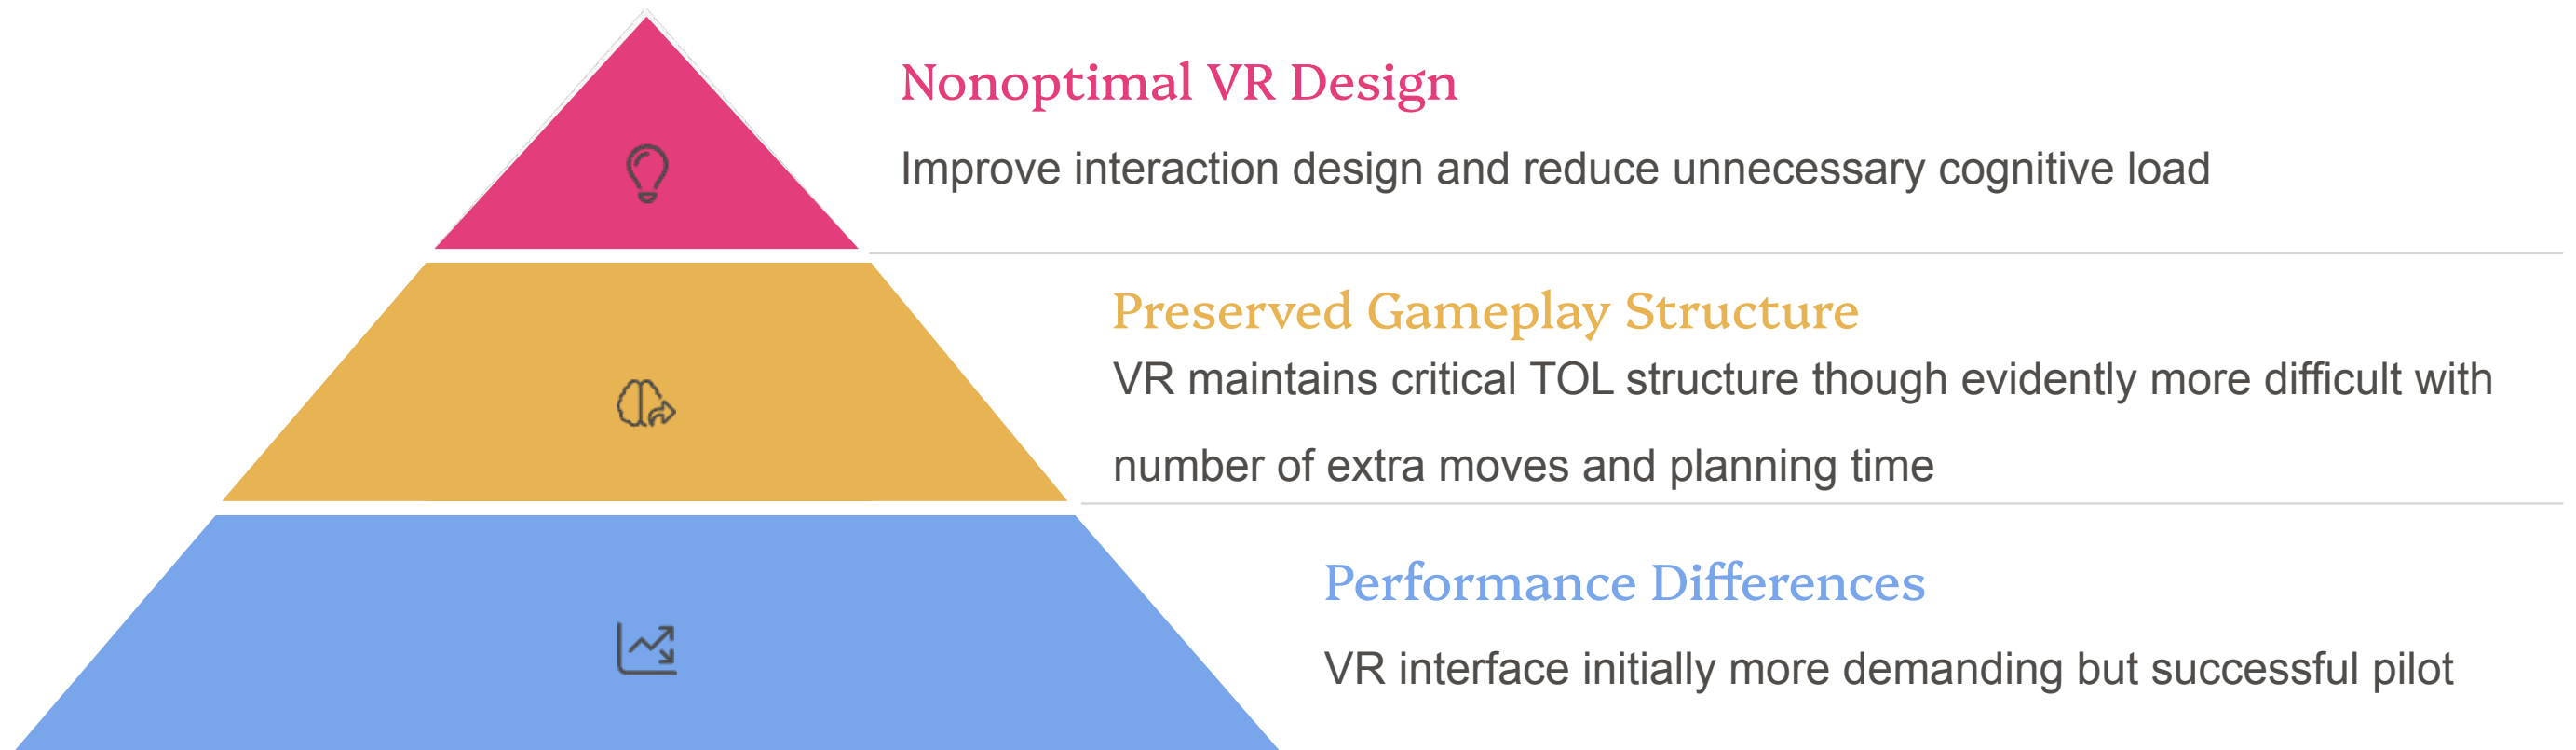 Nonoptimal VR Design
Improve interaction design and reduce unnecessary cognitive load
Preserved Gameplay Structure
VR maintains critical TOL structure though evidently more difficult with
number of extra moves and planning time
Performance Differences
VR interface initially more demanding but successful pilot